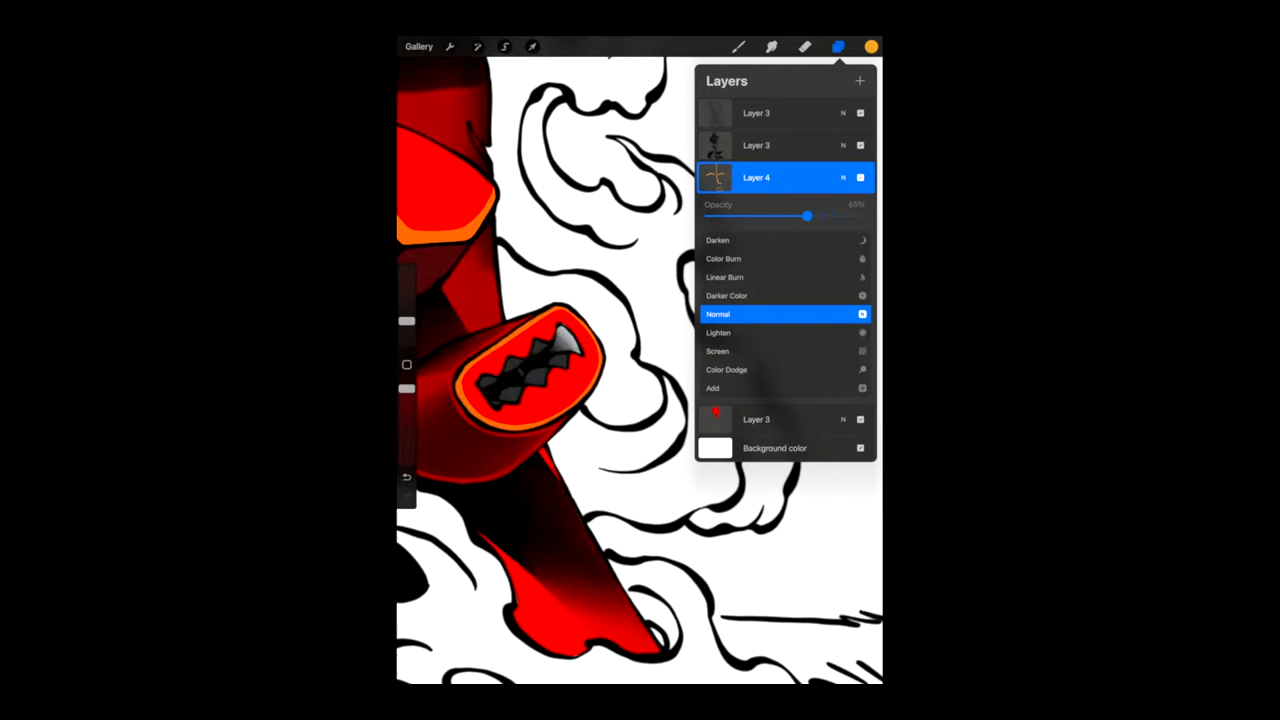 Gallery
Layers
Layer 3 N
Layer 3 N
Layer 4 N
Opacity 65%
Darken
Color Burn
Linear Burn
Darker Color
Normal N
Lighten
Screen
Color Dodge
Add
Layer 3 N
Background color